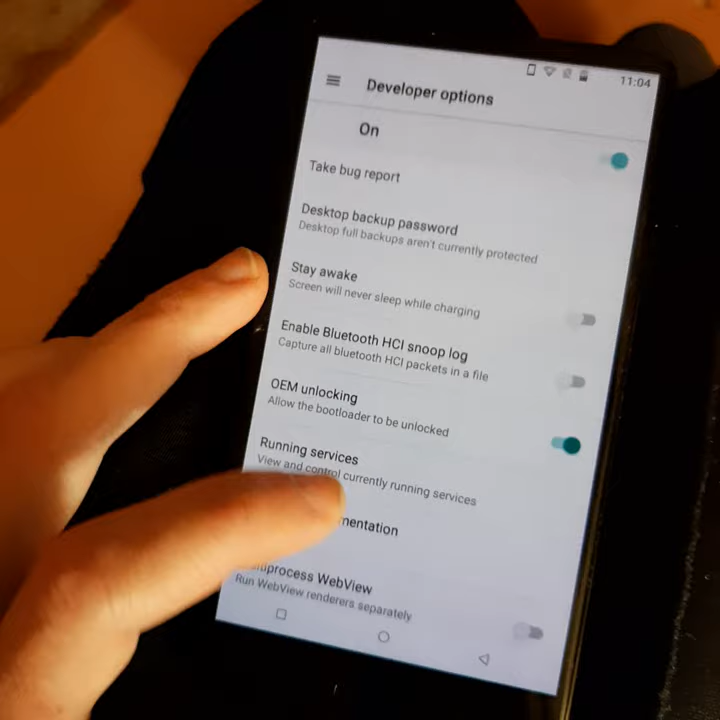 11:04
Developer options
On
Take bug report
Desktop backup password
Desktop full backups aren't currently protected
Stay awake
Screen will never sleep while charging
Enable Bluetooth HCI snoop log
Capture all bluetooth HCI packets in a file
OEM unlocking
Allow the bootloader to be unlocked
Running services
View and control currently running services
WebView
Run WebView renderers separately